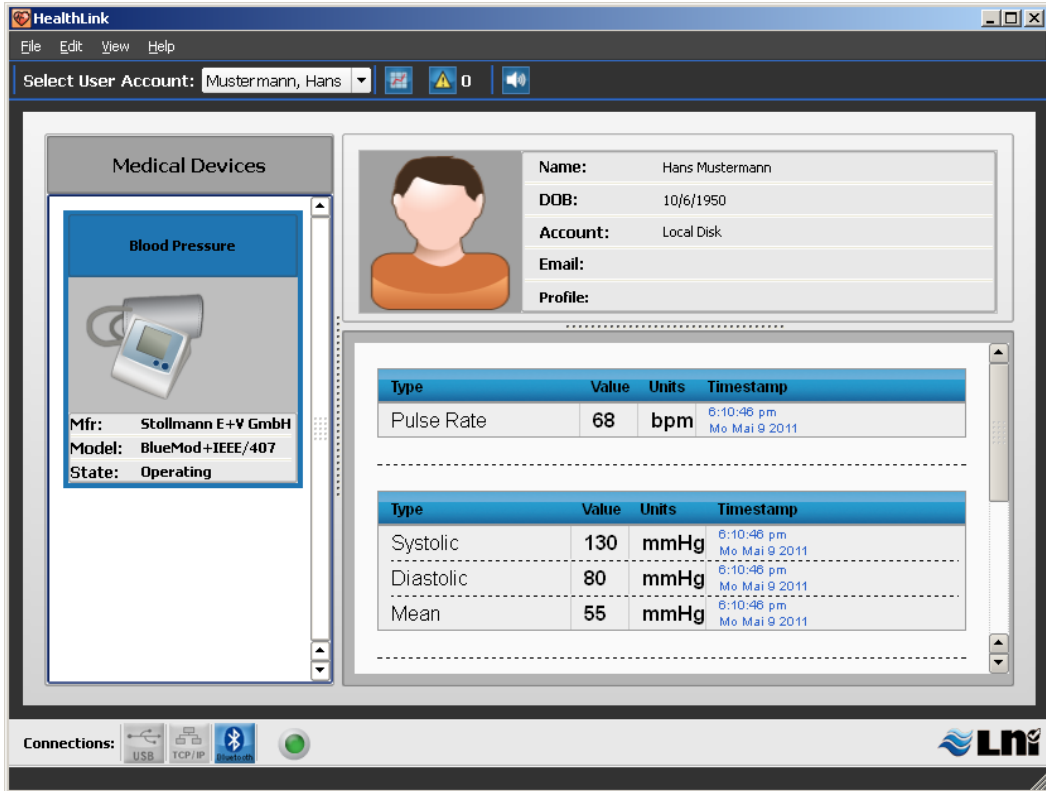 HealthLink
File Edit View Help
Select User Account: Mustermann, Hans 0
Medical Devices
Blood Pressure
Mfr: Stollmann E+V GmbH
Model: BlueMod+IEEE/407
State: Operating
Name: Hans Mustermann
DOB: 10/6/1950
Account: Local Disk
Email:
Profile:
Type Value Units Timestamp
Pulse Rate 68 bpm 6:10:46 pm
Mo Mai 9 2011
Type Value Units Timestamp
Systolic 130 mmHg 6:10:46 pm
Mo Mai 9 2011
Diastolic 80 mmHg 6:10:46 pm
Mo Mai 9 2011
Mean 55 mmHg 6:10:46 pm
Mo Mai 9 2011
Connections: USB TCP/IP Bluetooth
LNI